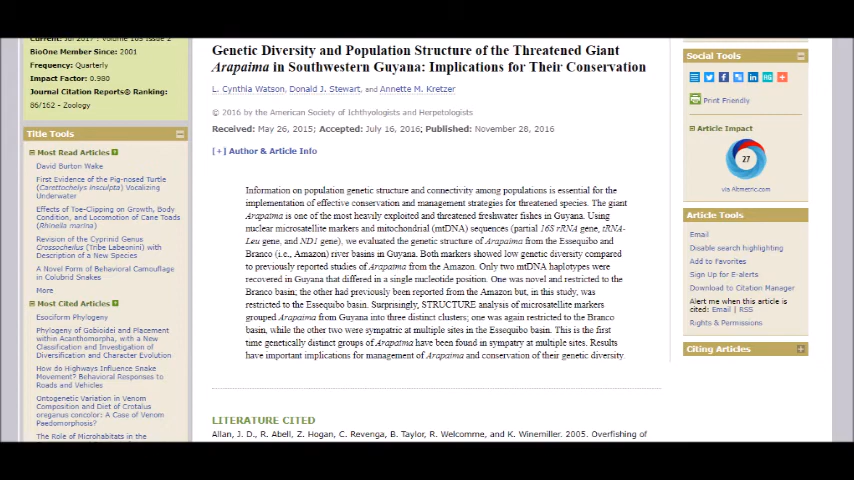 Current: Jul 2017 : Volume 105 Issue 2
BioOne Member Since: 2001
Frequency: Quarterly
Impact Factor: 0.980
Journal Citation Reports® Ranking:
86/162 - Zoology
Title Tools
Most Read Articles
David Burton Wake
First Evidence of the Pig-nosed Turtle
(Carettochelys insculpta) Vocalizing
Underwater
Effects of Toe-Clipping on Growth, Body
Condition, and Locomotion of Cane Toads
(Rhinella marina)
Revision of the Cyprinid Genus
Crossocheilus (Tribe Labeonini) with
Description of a New Species
A Novel Form of Behavioral Camouflage
in Colubrid Snakes
More
Most Cited Articles
Esociform Phylogeny
Phylogeny of Gobioidei and Placement
within Acanthomorpha, with a New
Classification and Investigation of
Diversification and Character Evolution
How do Highways Influence Snake
Movement? Behavioral Responses to
Roads and Vehicles
Ontogenetic Variation in Venom
Composition and Diet of Crotalus
oreganus concolor: A Case of Venom
Paedomorphosis?
The Role of Microhabitats in the
Genetic Diversity and Population Structure of the Threatened Giant
Arapaima in Southwestern Guyana: Implications for Their Conservation
L. Cynthia Watson, Donald J. Stewart, and Annette M. Kretzer
© 2016 by the American Society of Ichthyologists and Herpetologists
Received: May 26, 2015; Accepted: July 16, 2016; Published: November 28, 2016
[+] Author & Article Info
Information on population genetic structure and connectivity among populations is essential for the
implementation of effective conservation and management strategies for threatened species. The giant
Arapaima is one of the most heavily exploited and threatened freshwater fishes in Guyana. Using
nuclear microsatellite markers and mitochondrial (mtDNA) sequences (partial 16S rRNA gene, tRNA-
Leu gene, and ND1 gene), we evaluated the genetic structure of Arapaima from the Essequibo and
Branco (i.e., Amazon) river basins in Guyana. Both markers showed low genetic diversity compared
to previously reported studies of Arapaima from the Amazon. Only two mtDNA haplotypes were
recovered in Guyana that differed in a single nucleotide position. One was novel and restricted to the
Branco basin; the other had previously been reported from the Amazon but, in this study, was
restricted to the Essequibo basin. Surprisingly, STRUCTURE analysis of microsatellite markers
grouped Arapaima from Guyana into three distinct clusters; one was again restricted to the Branco
basin, while the other two were sympatric at multiple sites in the Essequibo basin. This is the first
time genetically distinct groups of Arapaima have been found in sympatry at multiple sites. Results
have important implications for management of Arapaima and conservation of their genetic diversity.
LITERATURE CITED
Allan, J. D., R. Abell, Z. Hogan, C. Revenga, B. Taylor, R. Welcomme, and K. Winemiller. 2005. Overfishing of
Social Tools
Print Friendly
Article Impact
27
via Altmetric.com
Article Tools
Email
Disable search highlighting
Add to Favorites
Sign Up for E-alerts
Download to Citation Manager
Alert me when this article is
cited: Email | RSS
Rights & Permissions
Citing Articles